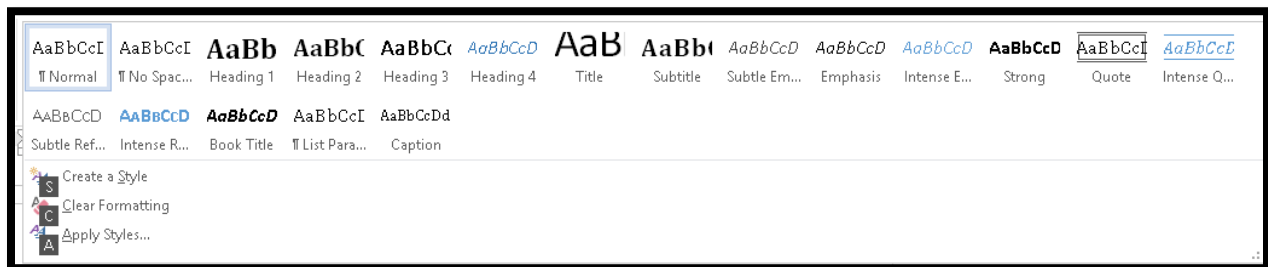 AaBbCcI AaBbCcI AaBb AaBb( AaBbCc AaBbCcD AaB AaBb( AaBbCcD AaBbCcD AaBbCcD AaBbCcD AaBbCcI AaBbCcD
¶ Normal ¶ No Spac... Heading 1 Heading 2 Heading 3 Heading 4 Title Subtitle Subtle Em... Emphasis Intense E... Strong Quote Intense Q...
AaBbCcD AaBbCcD AaBbCcD AaBbCcI AaBbCcDd
Subtle Ref... Intense R... Book Title ¶ List Para... Caption
S Create a Style
C Clear Formatting
A Apply Styles...